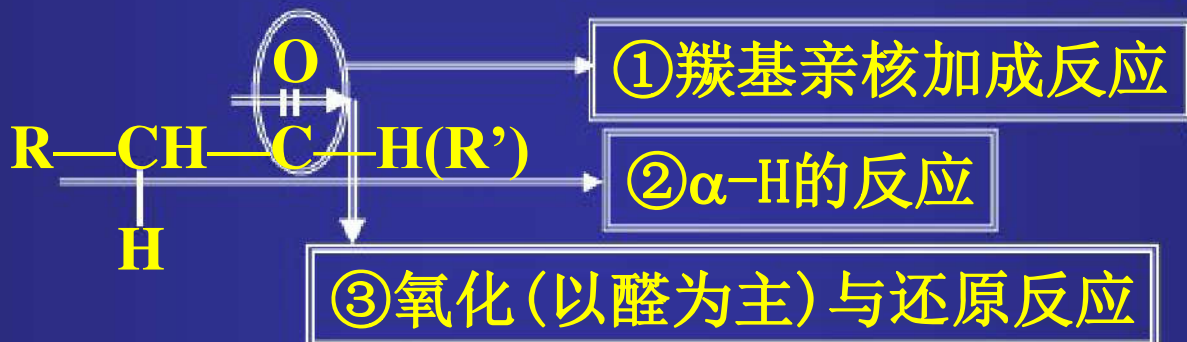 O
①羰基亲核加成反应
R—CH—C—H(R’)
②α-H的反应
H
③氧化(以醛为主)与还原反应